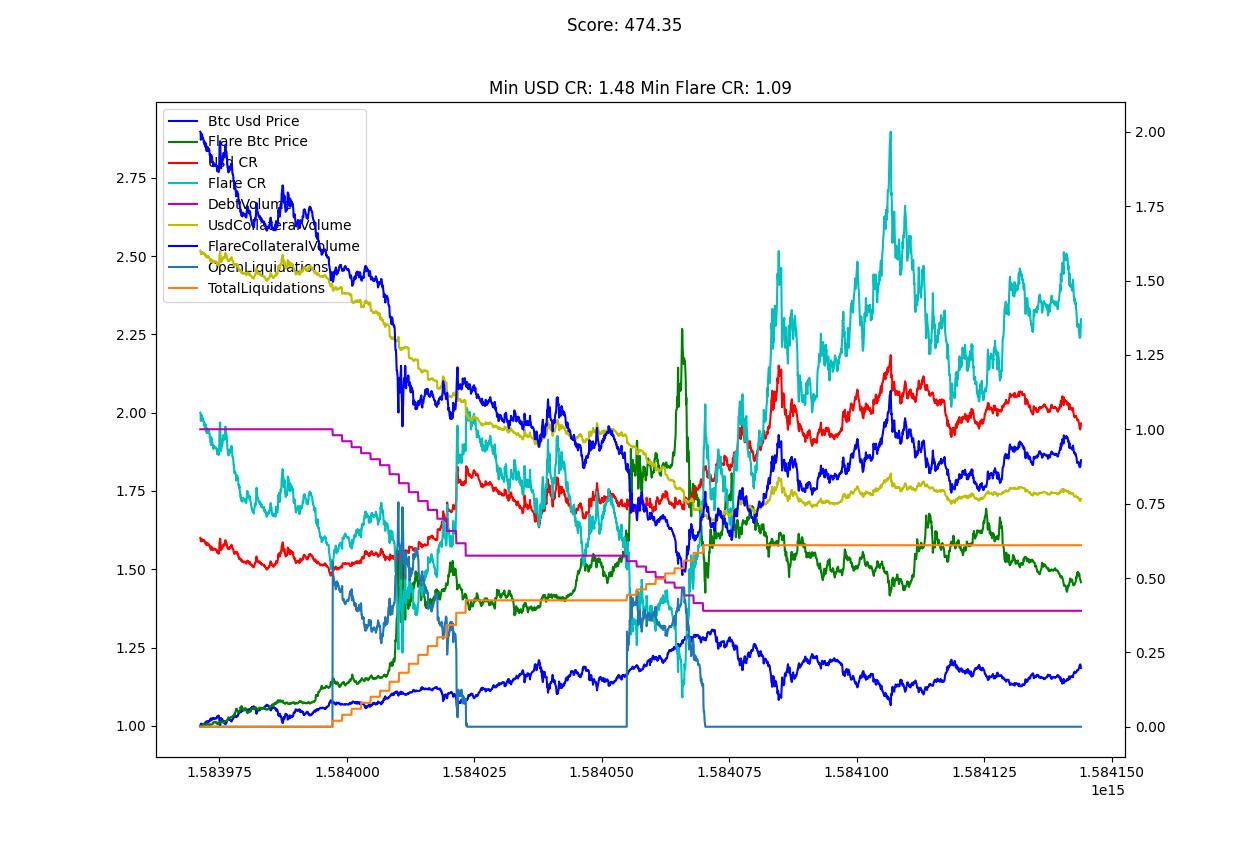 Score: 474.35
Min USD CR: 1.48 Min Flare CR: 1.09
Btc Usd Price
Flare Btc Price
Usd CR
Flare CR
DebtVolume
UsdCollateralVolume
FlareCollateralVolume
OpenLiquidations
TotalLiquidations
2.75
2.50
2.25
2.00
1.75
1.50
1.25
1.00
2.00
1.75
1.50
1.25
1.00
0.75
0.50
0.25
0.00
1.583975
1.584000
1.584025
1.584050
1.584075
1.584100
1.584125
1.584150
1e15